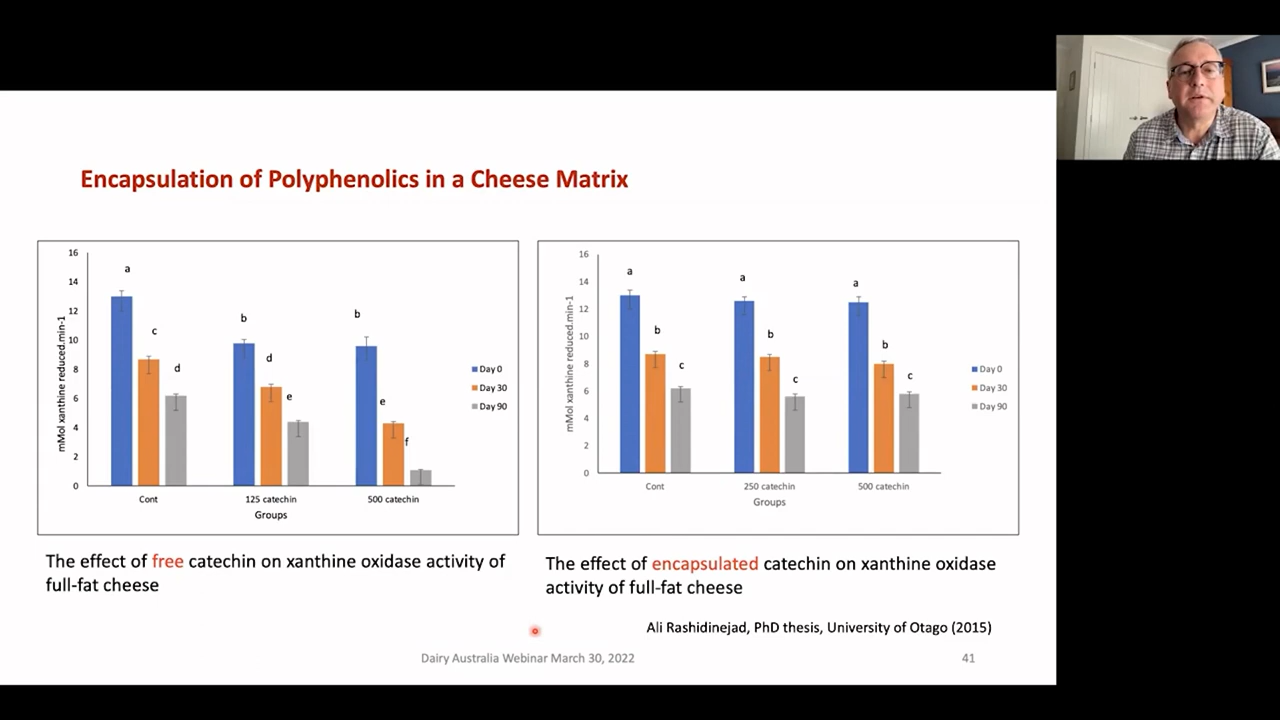 Encapsulation of Polyphenolics in a Cheese Matrix
mMol xanthine reduced.min-1
16
14
12
10
8
6
4
2
0
a
c
d
b
d
e
b
e
f
Cont
125 catechin
500 catechin
Groups
Day 0
Day 30
Day 90
The effect of free catechin on xanthine oxidase activity of
full-fat cheese
mMol xanthine reduced.min-1
16
14
12
10
8
6
4
2
0
a
b
c
a
b
c
a
b
c
Cont
250 catechin
500 catechin
Groups
Day 0
Day 30
Day 90
The effect of encapsulated catechin on xanthine oxidase
activity of full-fat cheese
Ali Rashidinejad, PhD thesis, University of Otago (2015)
Dairy Australia Webinar March 30, 2022
41